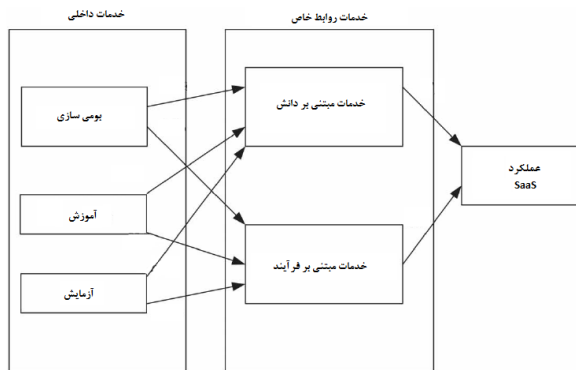 خدمات داخلی
خدمات روابط خاص
بومی سازی
آموزش
آزمایش
خدمات مبتنی بر دانش
خدمات مبتنی بر فرآیند
عملکرد
SaaS